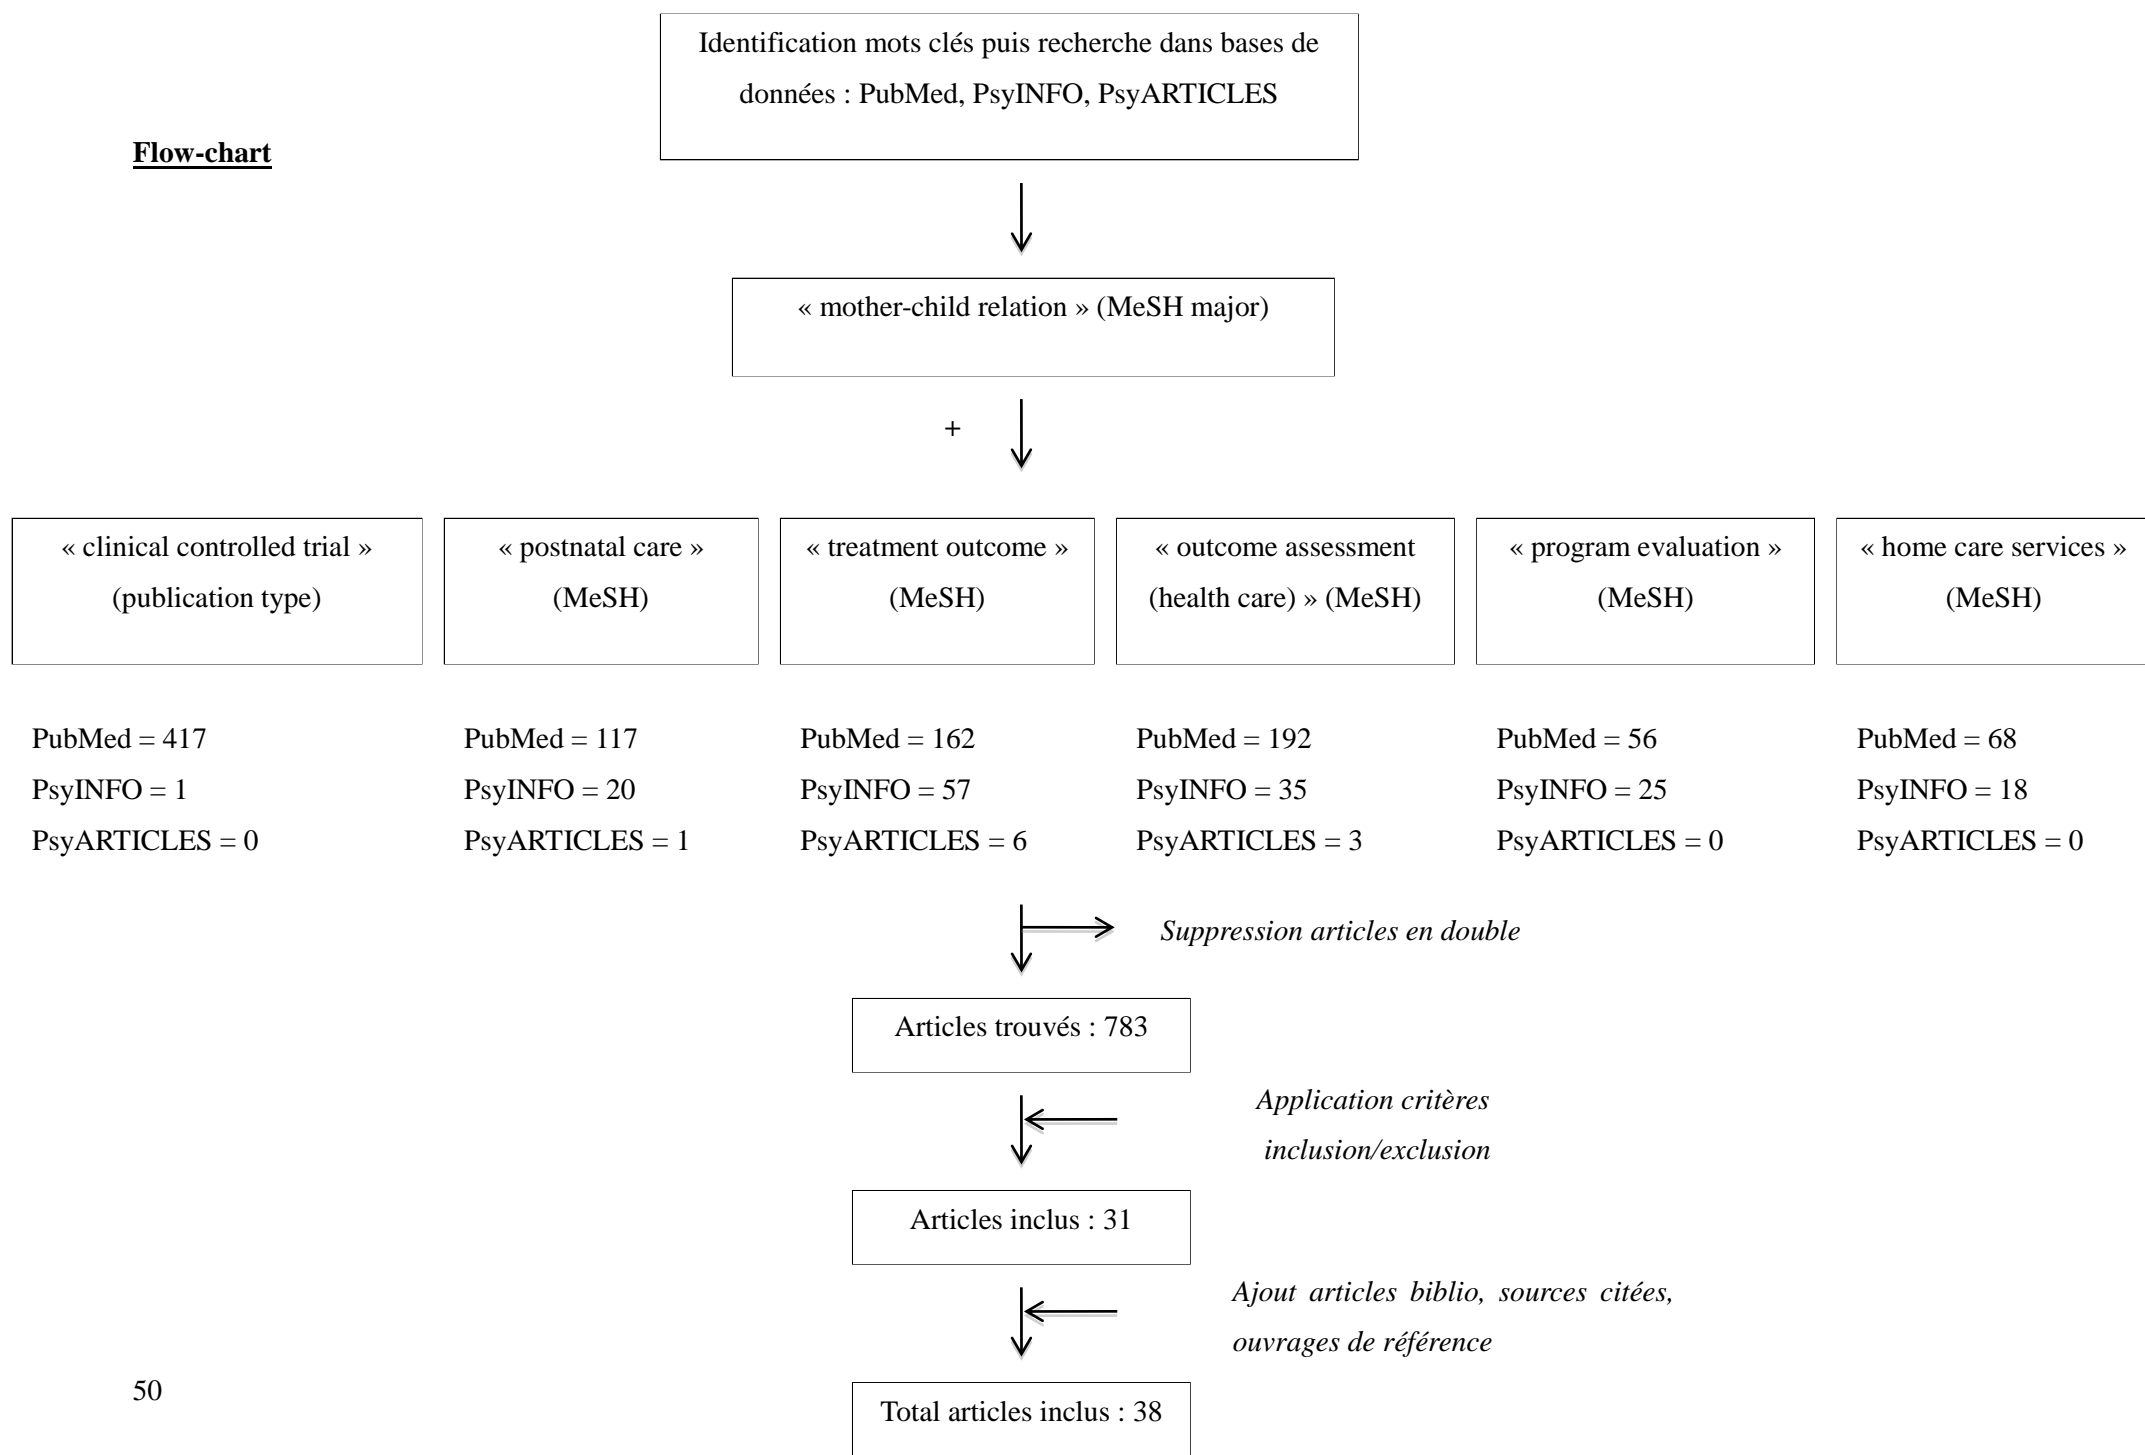 Identification mots clés puis recherche dans bases de
données : PubMed, PsyINFO, PsyARTICLES
Flow-chart
« mother-child relation » (MeSH major)
+
« clinical controlled trial »
(publication type)
« postnatal care »
(MeSH)
« treatment outcome »
(MeSH)
« outcome assessment
(health care) » (MeSH)
« program evaluation »
(MeSH)
« home care services »
(MeSH)
PubMed = 417
PsyINFO = 1
PsyARTICLES = 0
PubMed = 117
PsyINFO = 20
PsyARTICLES = 1
PubMed = 162
PsyINFO = 57
PsyARTICLES = 6
PubMed = 192
PsyINFO = 35
PsyARTICLES = 3
PubMed = 56
PsyINFO = 25
PsyARTICLES = 0
PubMed = 68
PsyINFO = 18
PsyARTICLES = 0
Suppression articles en double
Articles trouvés : 783
Application critères
inclusion/exclusion
Articles inclus : 31
Ajout articles biblio, sources citées,
ouvrages de référence
50
Total articles inclus : 38